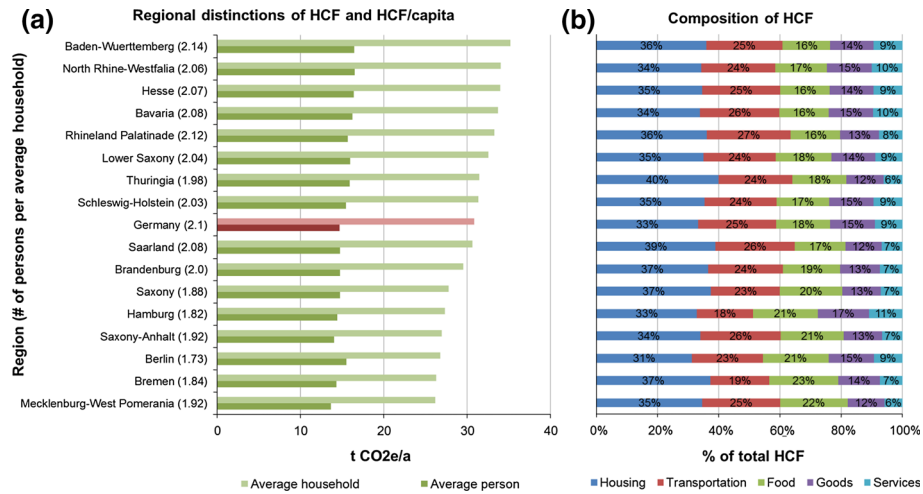 (a) Regional distinctions of HCF and HCF/capita
Region (# of persons per average household)
Baden-Wuerttemberg (2.14)
North Rhine-Westfalia (2.06)
Hesse (2.07)
Bavaria (2.08)
Rhineland Palatinade (2.12)
Lower Saxony (2.04)
Thuringia (1.98)
Schleswig-Holstein (2.03)
Germany (2.1)
Saarland (2.08)
Brandenburg (2.0)
Saxony (1.88)
Hamburg (1.82)
Saxony-Anhalt (1.92)
Berlin (1.73)
Bremen (1.84)
Mecklenburg-West Pomerania (1.92)
0 10 20 30 40
t CO2e/a
Average household Average person
(b) Composition of HCF
36% 25% 16% 14% 9%
34% 24% 17% 15% 10%
35% 25% 16% 14% 9%
34% 26% 16% 15% 10%
36% 27% 16% 13% 8%
35% 24% 18% 14% 9%
40% 24% 18% 12% 6%
35% 24% 17% 15% 9%
33% 25% 18% 15% 9%
39% 26% 17% 12% 7%
37% 24% 19% 13% 7%
37% 23% 20% 13% 7%
33% 18% 21% 17% 11%
34% 26% 21% 13% 7%
31% 23% 21% 15% 9%
37% 19% 23% 14% 7%
35% 25% 22% 12% 6%
0% 20% 40% 60% 80% 100%
% of total HCF
Housing Transportation Food Goods Services